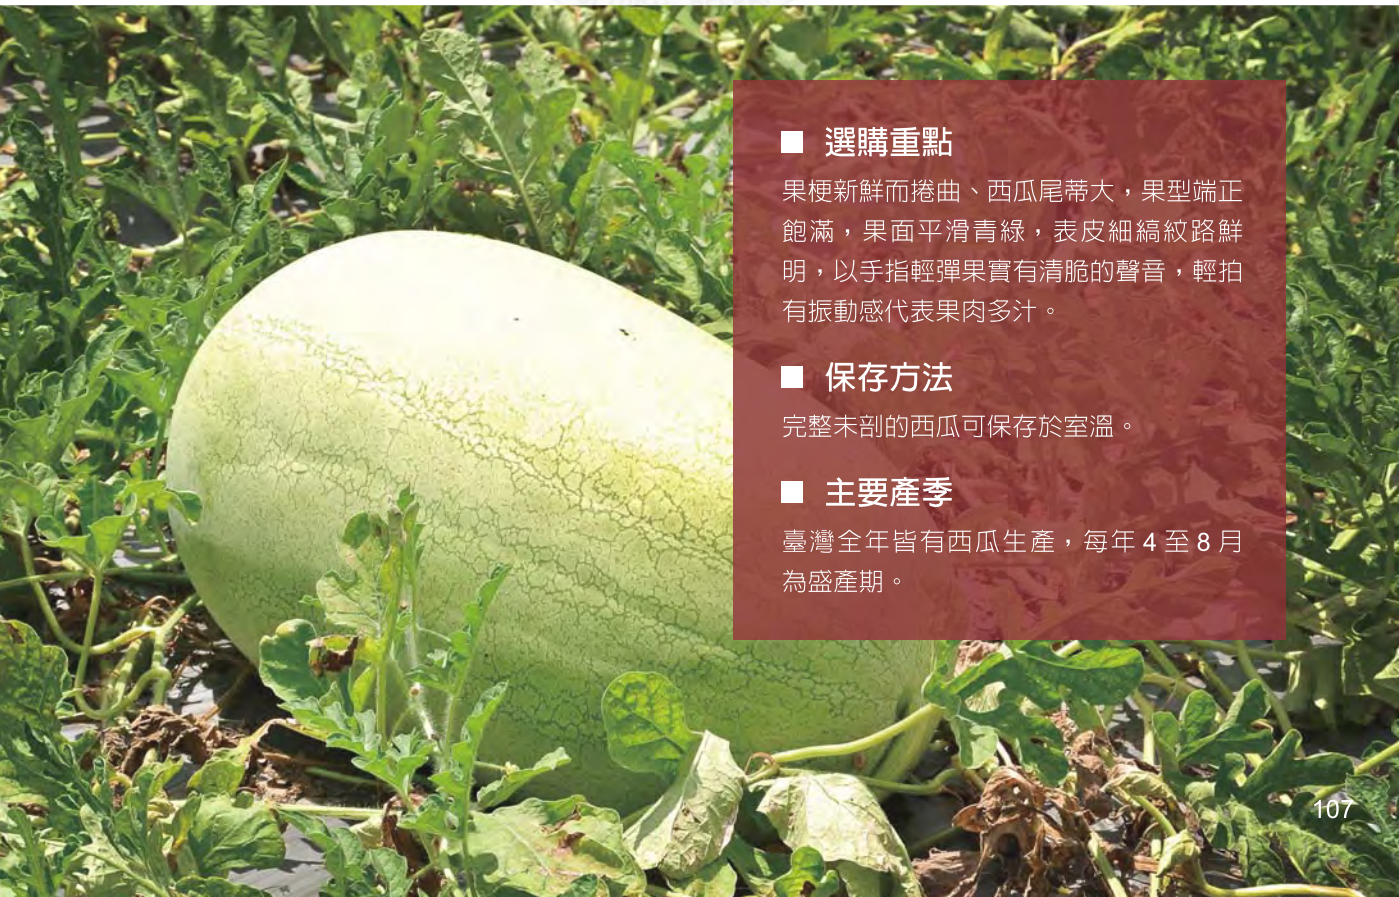 ■ 選購重點
果梗新鮮而捲曲、西瓜尾蒂大，果型端正
飽滿，果面平滑青綠，表皮細縞紋路鮮
明，以手指輕彈果實有清脆的聲音，輕拍
有振動感代表果肉多汁。
■ 保存方法
完整未剖的西瓜可保存於室溫。
■ 主要產季
臺灣全年皆有西瓜生產，每年 4 至 8 月
為盛產期。
107